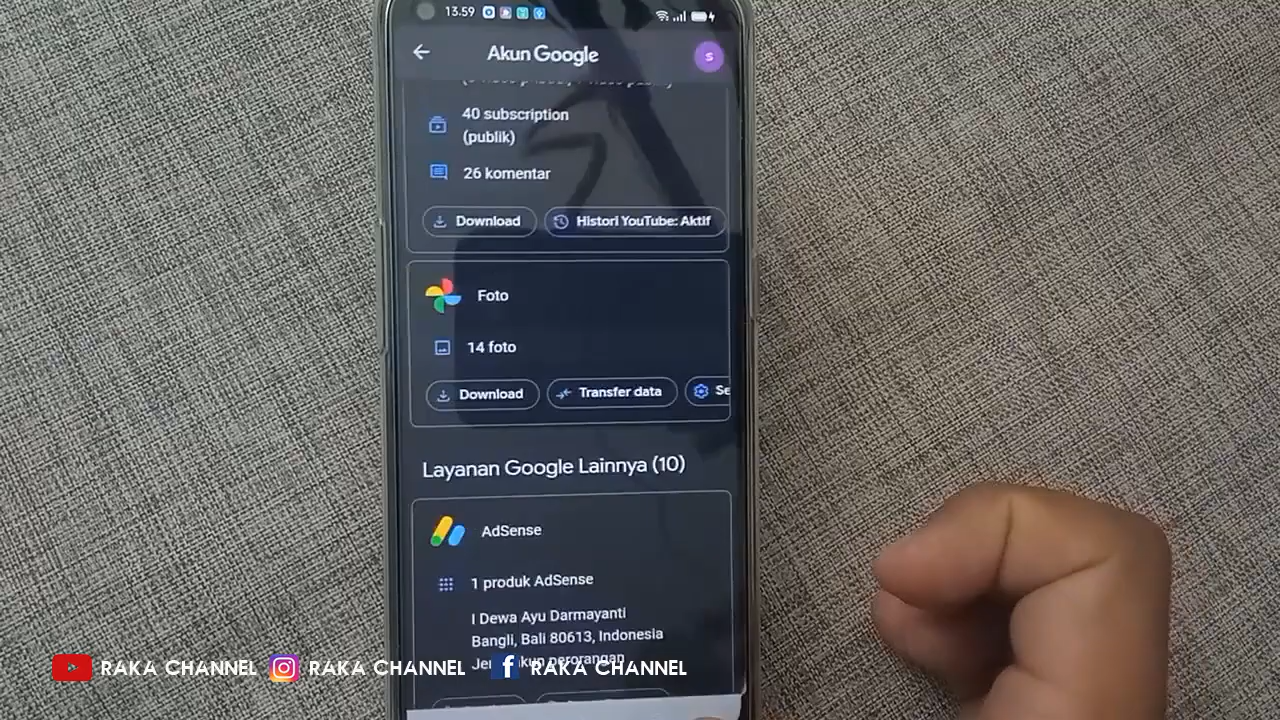 13.59
Akun Google
S
40 subscription
(publik)
26 komentar
Download
Histori YouTube: Aktif
Foto
14 foto
Download
Transfer data
Se
Layanan Google Lainnya (10)
AdSense
1 produk AdSense
I Dewa Ayu Darmayanti
Bangli, Bali 80613, Indonesia
perorangan
RAKA CHANNEL
RAKA CHANNEL
RAKA CHANNEL